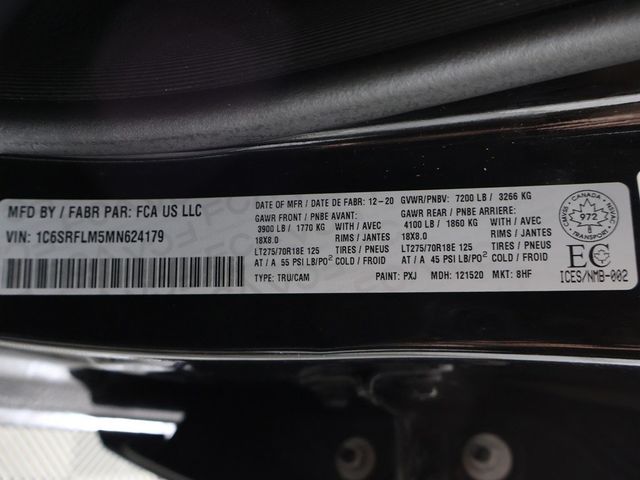 MFD BY / FABR PAR: FCA US LLC
VIN: 1C6SRFLM5MN624179
DATE OF MFR / DATE DE FABR: 12-20 GVWR/PNBV: 7200 LB / 3266 KG
GAWR FRONT / PNBE AVANT: GAWR REAR / PNBE ARRIERE:
3900 LB / 1770 KG WITH / AVEC 4100 LB / 1860 KG WITH / AVEC
18X8.0 RIMS/JANTES 18X8.0 RIMS/JANTES
LT275/70R18E 125 TIRES / PNEUS LT275/70R18E 125 TIRES / PNEUS
AT / A 55 PSI LB/PO² COLD / FROID AT / A 45 PSI LB/PO² COLD / FROID
TYPE: TRU/CAM PAINT: PXJ MDH: 121520 MKT: 8HF
CANADA
CMVSS NSVAC
972
8
TRANSPORT
EC
ICES/NMB-002